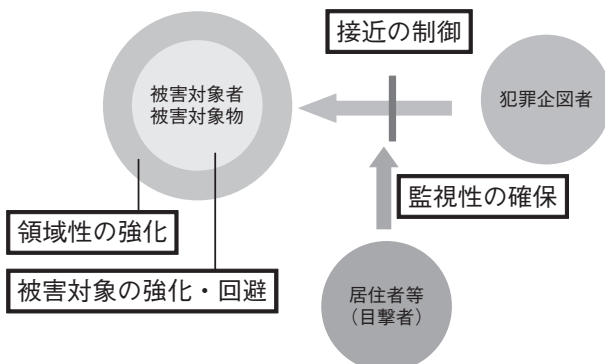 接近の制御
被害対象者
被害対象物
犯罪企図者
監視性の確保
領域性の強化
被害対象の強化・回避
居住者等
（目撃者）